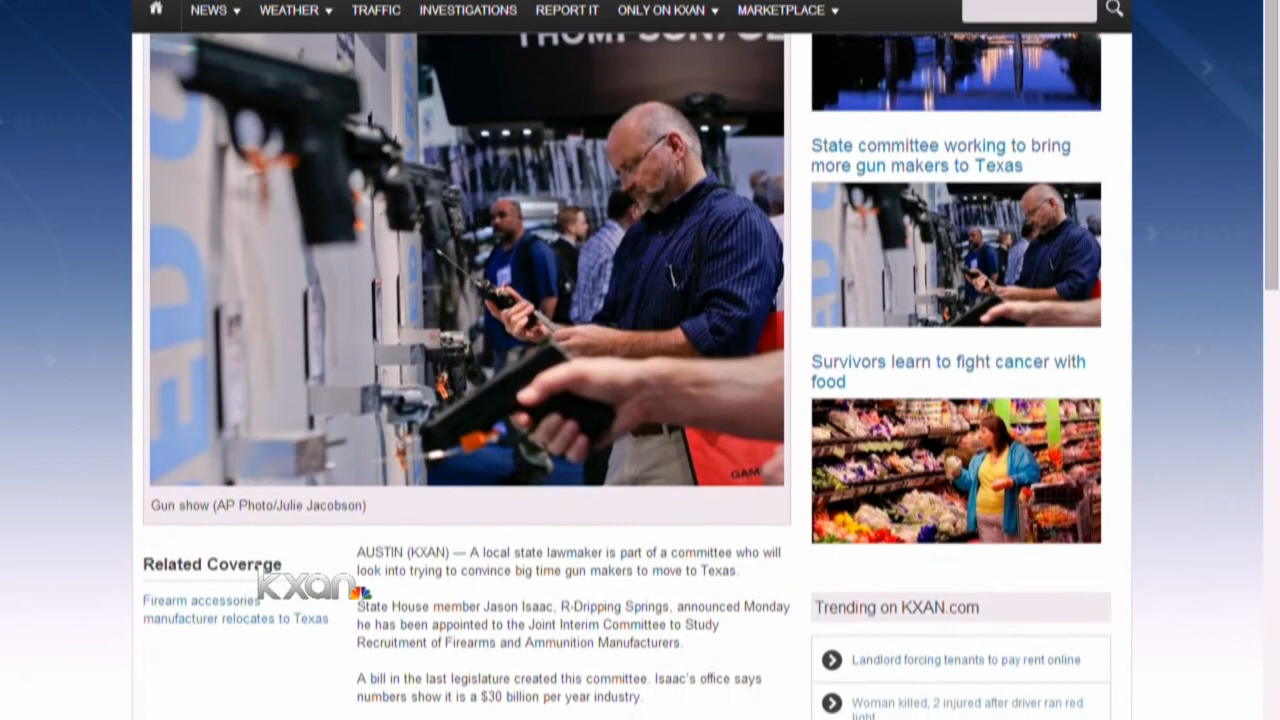 NEWS WEATHER TRAFFIC INVESTIGATIONS REPORT IT ONLY ON KXAN MARKETPLACE
State committee working to bring
more gun makers to Texas
Survivors learn to fight cancer with
food
GAM
Gun show (AP Photo/Julie Jacobson)
Related Coverage
kxan
Firearm accessories
manufacturer relocates to Texas
AUSTIN (KXAN) — A local state lawmaker is part of a committee who will
look into trying to convince big time gun makers to move to Texas.
State House member Jason Isaac, R-Dripping Springs, announced Monday
he has been appointed to the Joint Interim Committee to Study
Recruitment of Firearms and Ammunition Manufacturers.
A bill in the last legislature created this committee. Isaac's office says
numbers show it is a $30 billion per year industry.
Trending on KXAN.com
Landlord forcing tenants to pay rent online
Woman killed, 2 injured after driver ran red
light